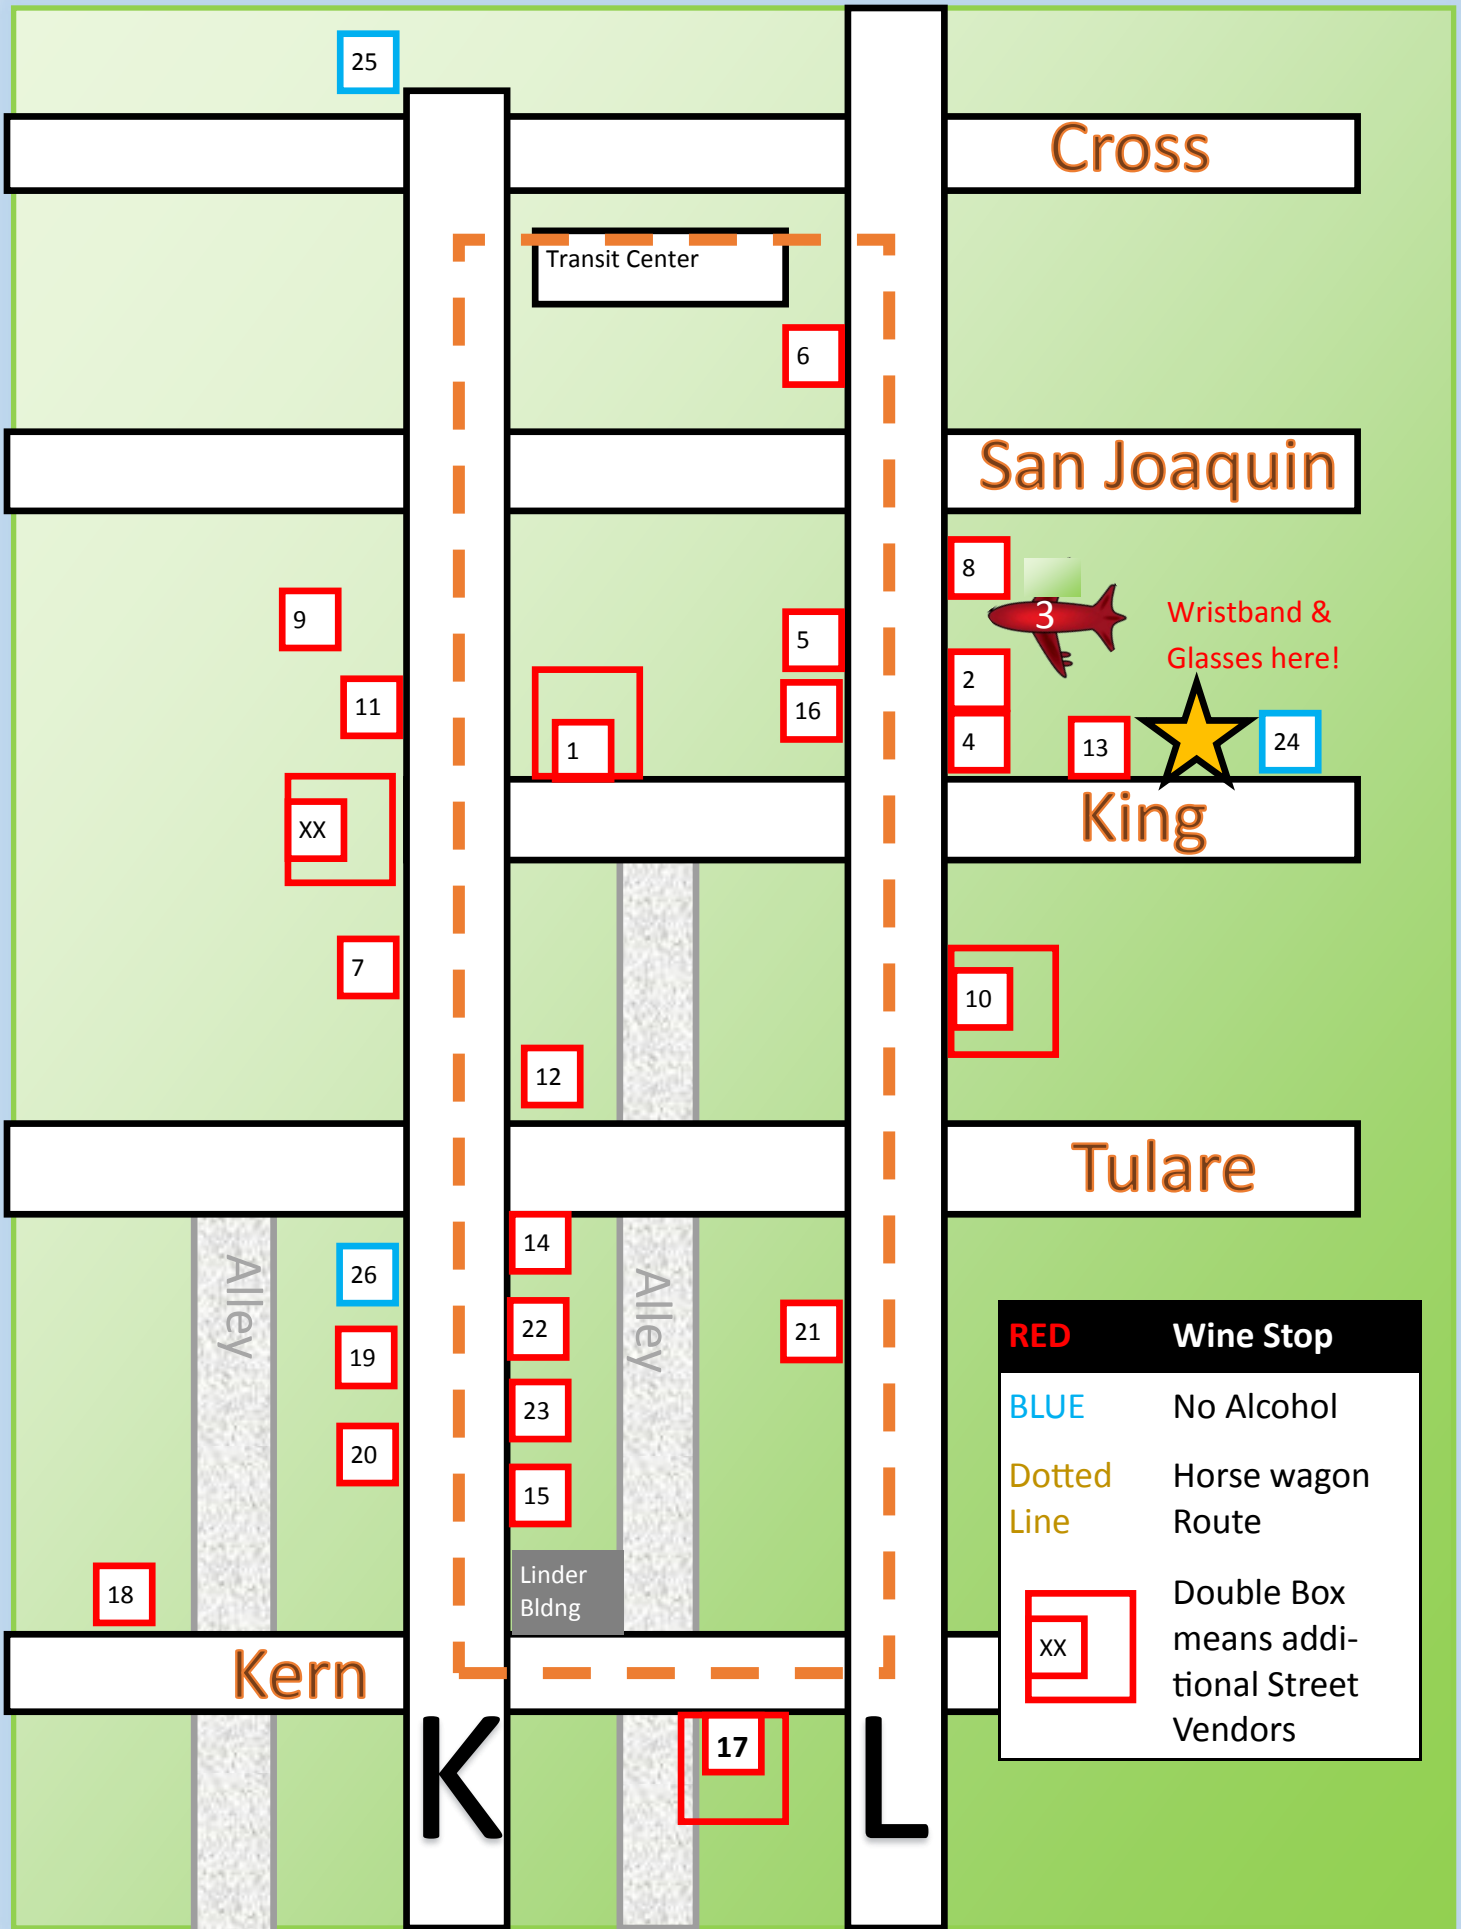 25
Cross
Transit Center
6
San Joaquin
8
3
Wristband &
Glasses here!
9
5
2
11
16
1
4
13
24
XX
King
7
10
12
Tulare
14
Alley
26
Alley
22
21
19
23
20
15
Linder
Bldng
18
Kern
K
17
L
RED Wine Stop
BLUE No Alcohol
Dotted Horse wagon
Line Route
XX
Double Box
means addi-
tional Street
Vendors